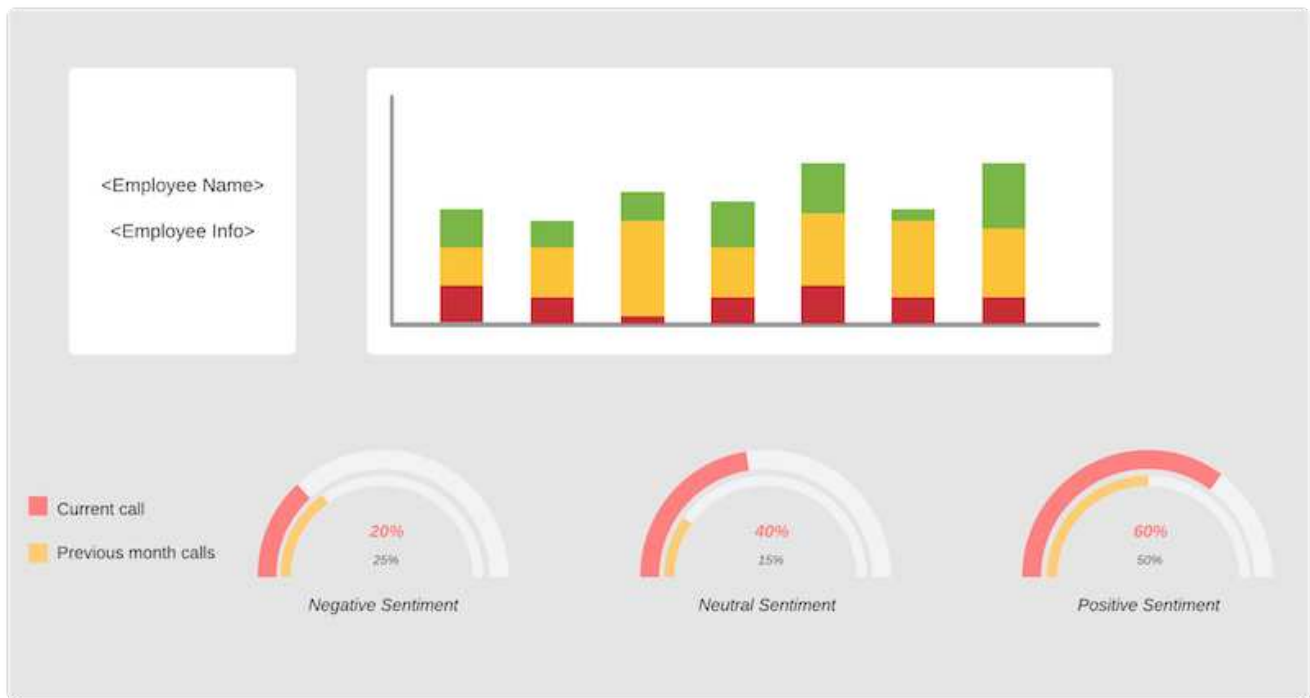 <Employee Name>
<Employee Info>
Current call
Previous month calls
20%
25%
Negative Sentiment
40%
15%
Neutral Sentiment
60%
50%
Positive Sentiment